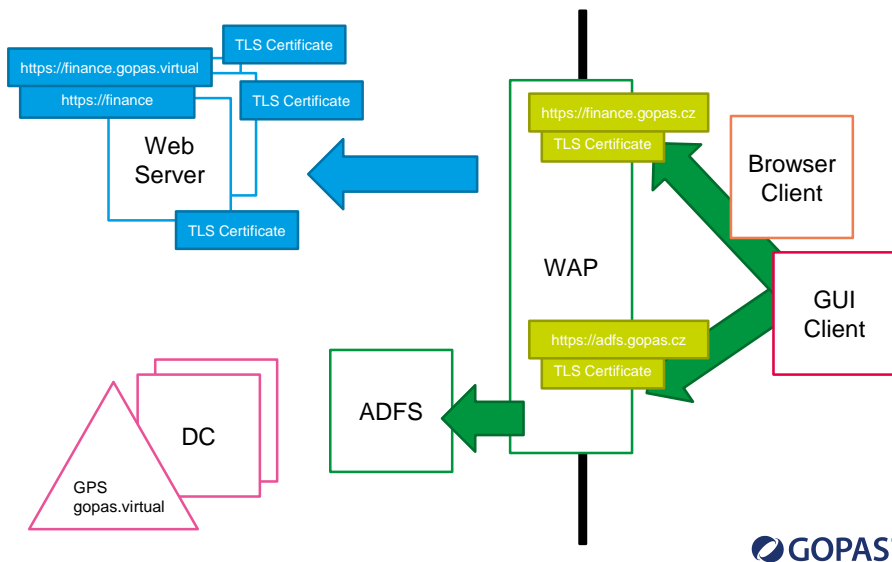 TLS Certificate
https://finance.gopas.virtual
https://finance
TLS Certificate
Web
Server
TLS Certificate
https://finance.gopas.cz
TLS Certificate
Browser
Client
WAP
GUI
Client
https://adfs.gopas.cz
TLS Certificate
ADFS
DC
GPS
gopas.virtual
GOPAS